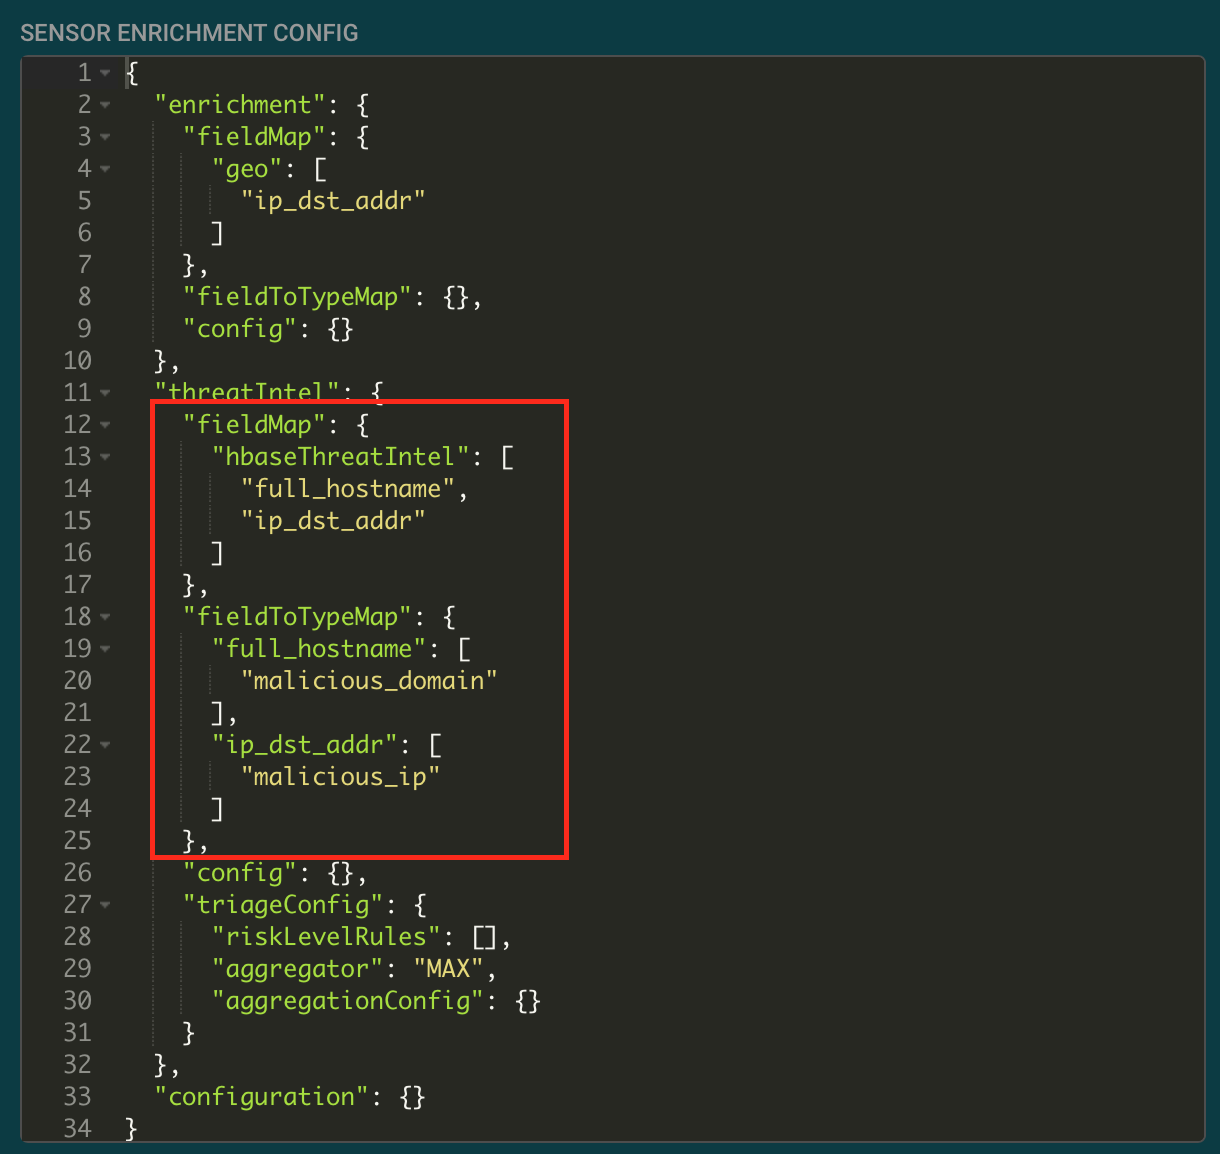 SENSOR ENRICHMENT CONFIG
1 {
2   "enrichment": {
3     "fieldMap": {
4       "geo": [
5         "ip_dst_addr"
6       ]
7     },
8     "fieldToTypeMap": {},
9     "config": {}
10   },
11   "threatIntel": {
12     "fieldMap": {
13       "hbaseThreatIntel": [
14         "full_hostname",
15         "ip_dst_addr"
16       ]
17     },
18     "fieldToTypeMap": {
19       "full_hostname": [
20         "malicious_domain"
21       ],
22       "ip_dst_addr": [
23         "malicious_ip"
24       ]
25     },
26     "config": {},
27     "triageConfig": {
28       "riskLevelRules": [],
29       "aggregator": "MAX",
30       "aggregationConfig": {}
31     }
32   },
33   "configuration": {}
34 }